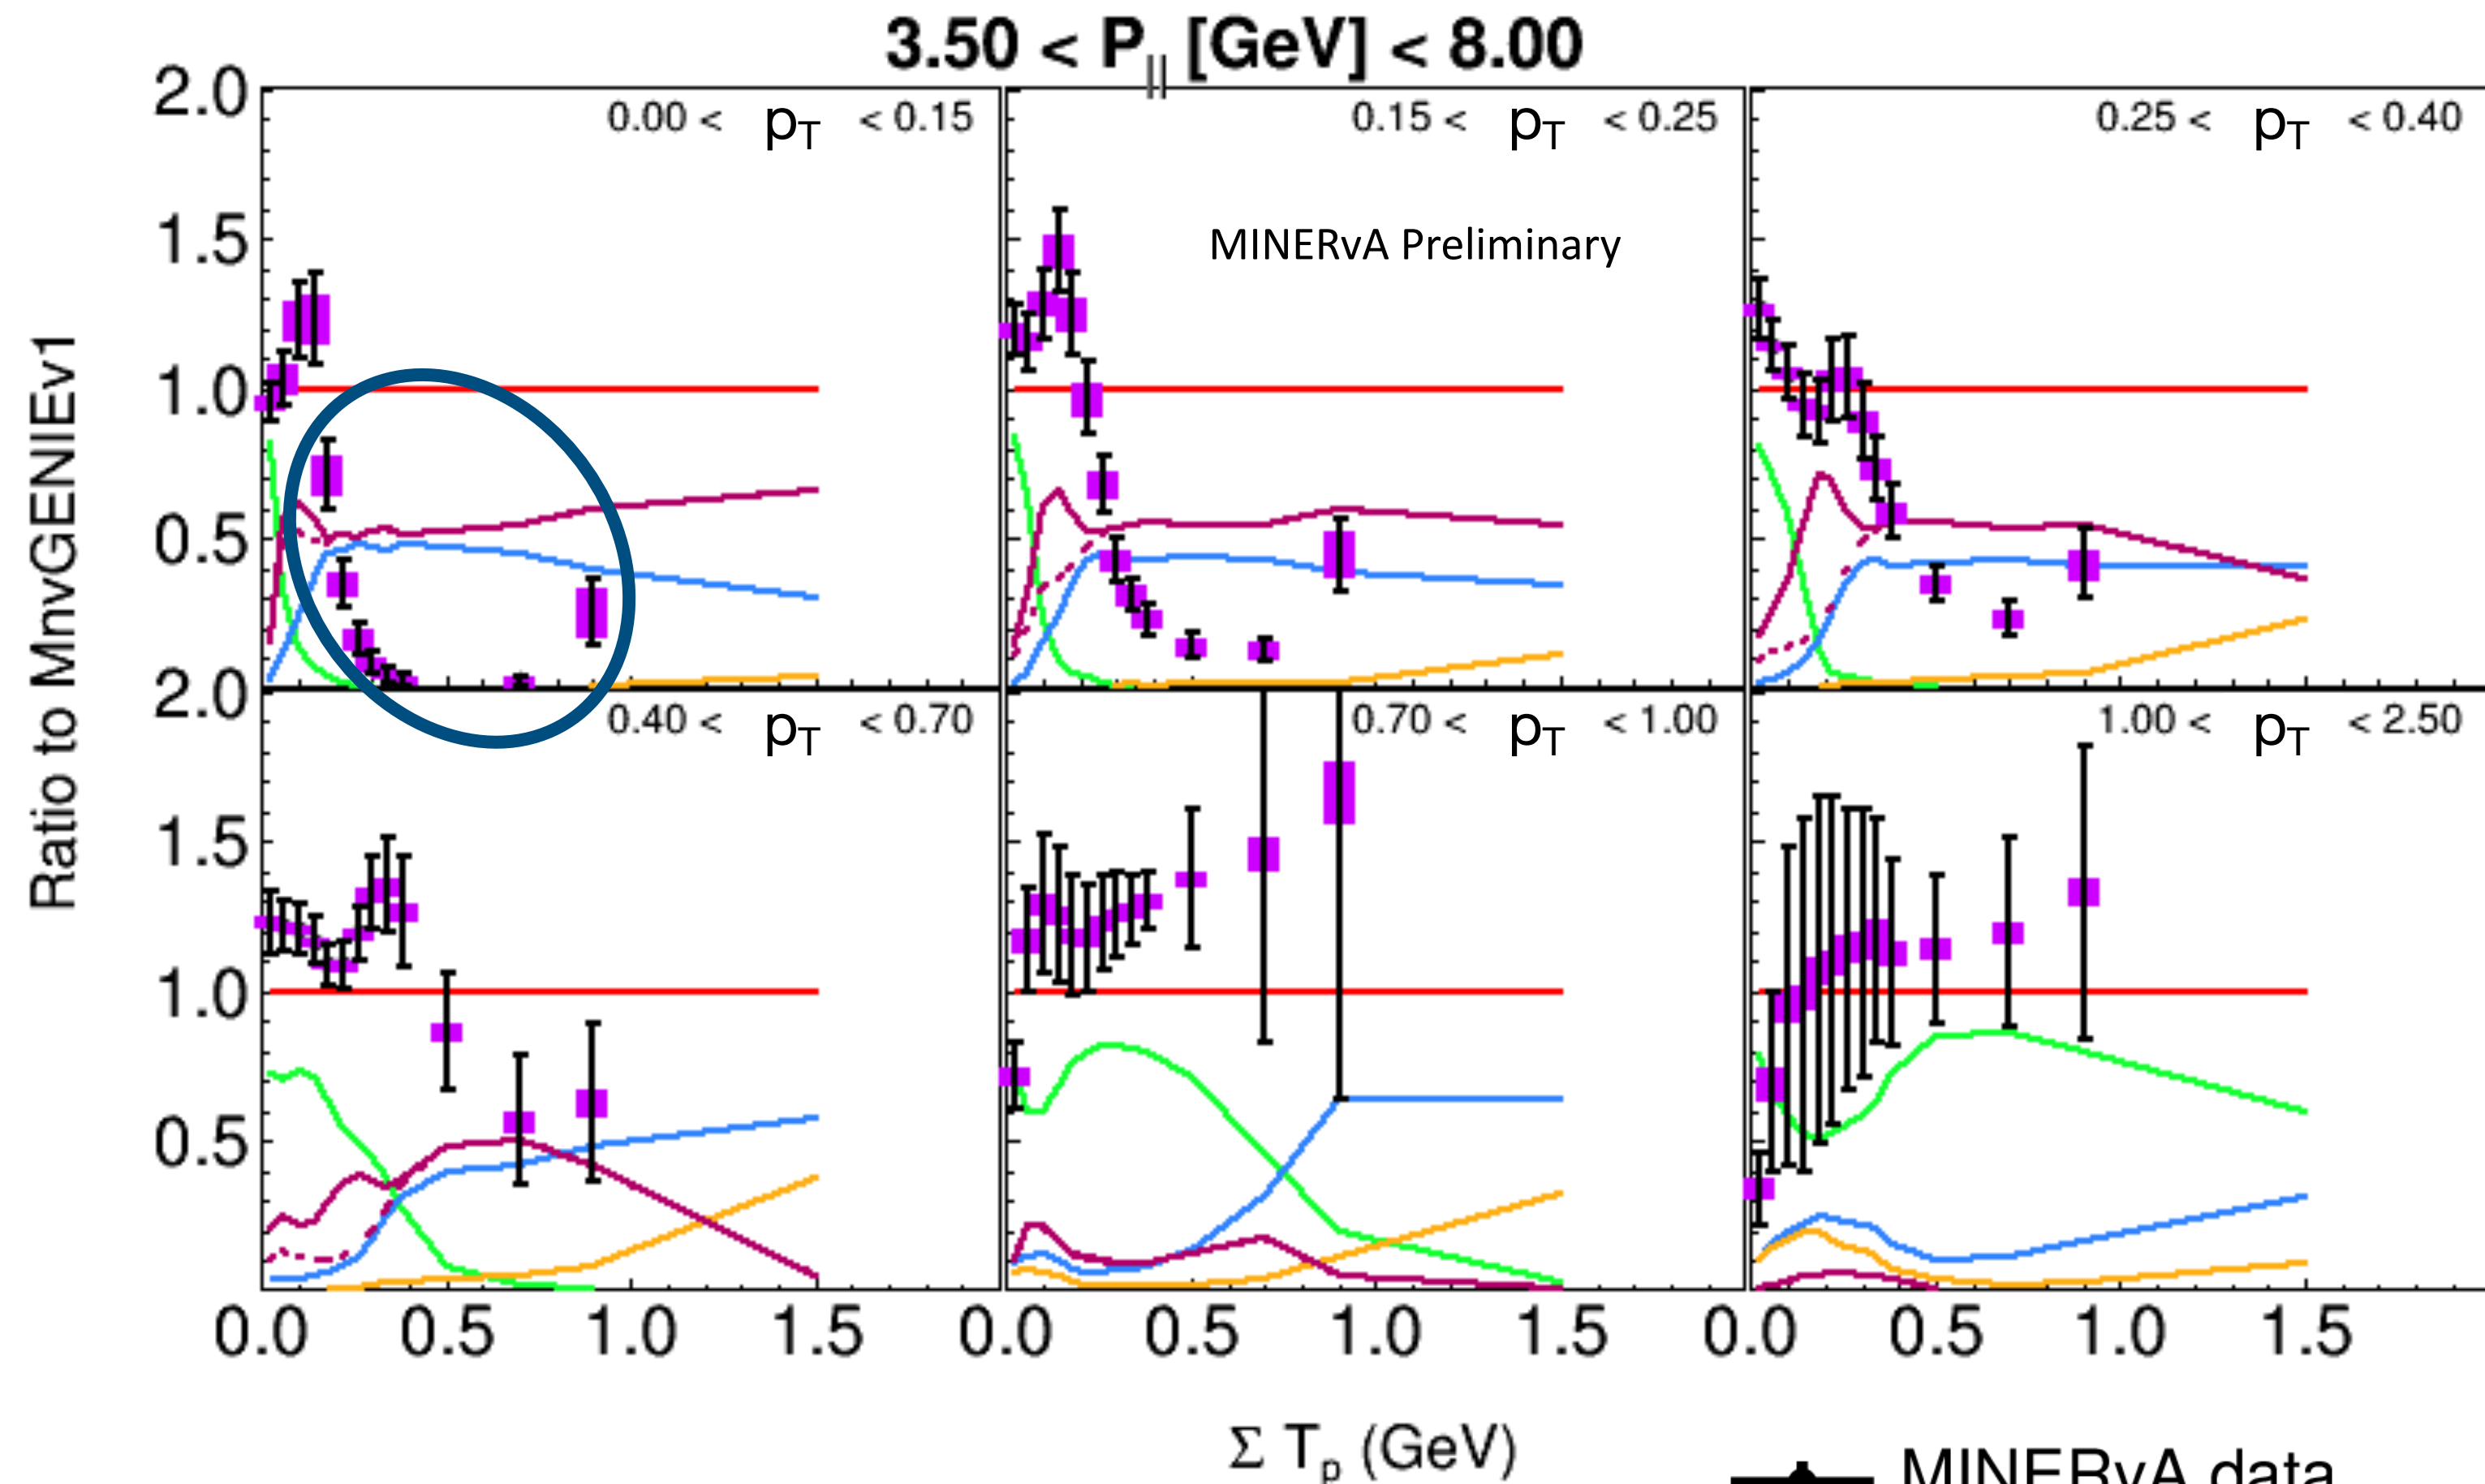 3.50 < P|| [GeV] < 8.00
Ratio to MnvGENIEv1
2.0
1.5
1.0
0.5
0.00 < pT < 0.15
0.15 < pT < 0.25
0.25 < pT < 0.40
MINERvA Preliminary
2.0
1.5
1.0
0.5
0.40 < pT < 0.70
0.70 < pT < 1.00
1.00 < pT < 2.50
0.0 0.5 1.0 1.5 0.0 0.5 1.0 1.5 0.0 0.5 1.0 1.5
Σ Tp (GeV)
MINERvA data